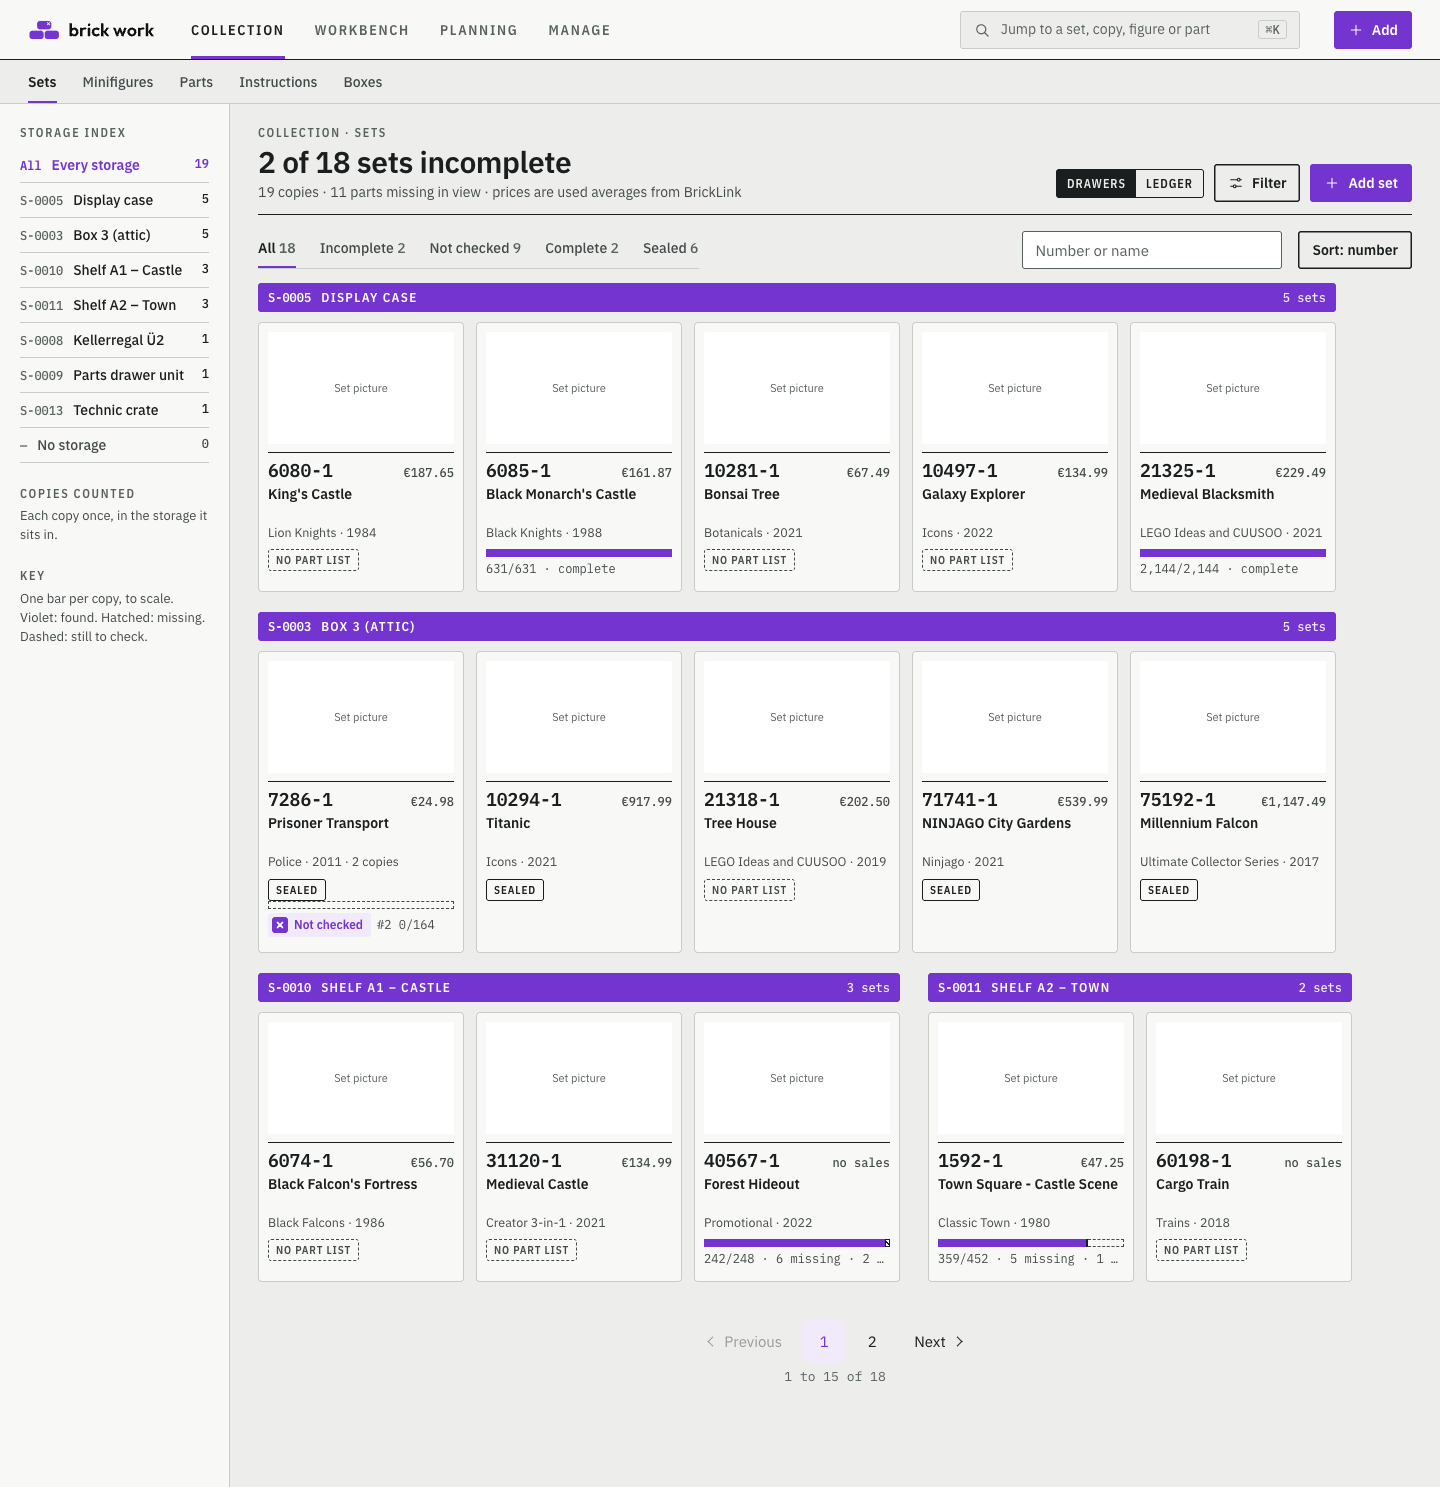 brick work
COLLECTION WORKBENCH PLANNING MANAGE
Jump to a set, copy, figure or part ⌘K
+ Add
Sets Minifigures Parts Instructions Boxes
STORAGE INDEX
All Every storage 19
S-0005 Display case 5
S-0003 Box 3 (attic) 5
S-0010 Shelf A1 – Castle 3
S-0011 Shelf A2 – Town 3
S-0008 Kellerregal Ü2 1
S-0009 Parts drawer unit 1
S-0013 Technic crate 1
– No storage 0
COPIES COUNTED
Each copy once, in the storage it
sits in.
KEY
One bar per copy, to scale.
Violet: found. Hatched: missing.
Dashed: still to check.
COLLECTION · SETS
2 of 18 sets incomplete
19 copies · 11 parts missing in view · prices are used averages from BrickLink
DRAWERS LEDGER
Filter
+ Add set
All 18 Incomplete 2 Not checked 9 Complete 2 Sealed 6
Number or name
Sort: number
S-0005 DISPLAY CASE 5 sets
Set picture Set picture Set picture Set picture Set picture
6080-1 €187.65 6085-1 €161.87 10281-1 €67.49 10497-1 €134.99 21325-1 €229.49
King's Castle Black Monarch's Castle Bonsai Tree Galaxy Explorer Medieval Blacksmith
Lion Knights · 1984 Black Knights · 1988 Botanicals · 2021 Icons · 2022 LEGO Ideas and CUUSOO · 2021
NO PART LIST 631/631 · complete NO PART LIST NO PART LIST 2,144/2,144 · complete
S-0003 BOX 3 (ATTIC) 5 sets
Set picture Set picture Set picture Set picture Set picture
7286-1 €24.98 10294-1 €917.99 21318-1 €202.50 71741-1 €539.99 75192-1 €1,147.49
Prisoner Transport Titanic Tree House NINJAGO City Gardens Millennium Falcon
Police · 2011 · 2 copies Icons · 2021 LEGO Ideas and CUUSOO · 2019 Ninjago · 2021 Ultimate Collector Series · 2017
SEALED SEALED NO PART LIST SEALED SEALED
Not checked #2 0/164
S-0010 SHELF A1 – CASTLE 3 sets S-0011 SHELF A2 – TOWN 2 sets
Set picture Set picture Set picture Set picture Set picture
6074-1 €56.70 31120-1 €134.99 40567-1 no sales 1592-1 €47.25 60198-1 no sales
Black Falcon's Fortress Medieval Castle Forest Hideout Town Square - Castle Scene Cargo Train
Black Falcons · 1986 Creator 3-in-1 · 2021 Promotional · 2022 Classic Town · 1980 Trains · 2018
NO PART LIST NO PART LIST 242/248 · 6 missing · 2 … 359/452 · 5 missing · 1 … NO PART LIST
Previous 1 2 Next
1 to 15 of 18